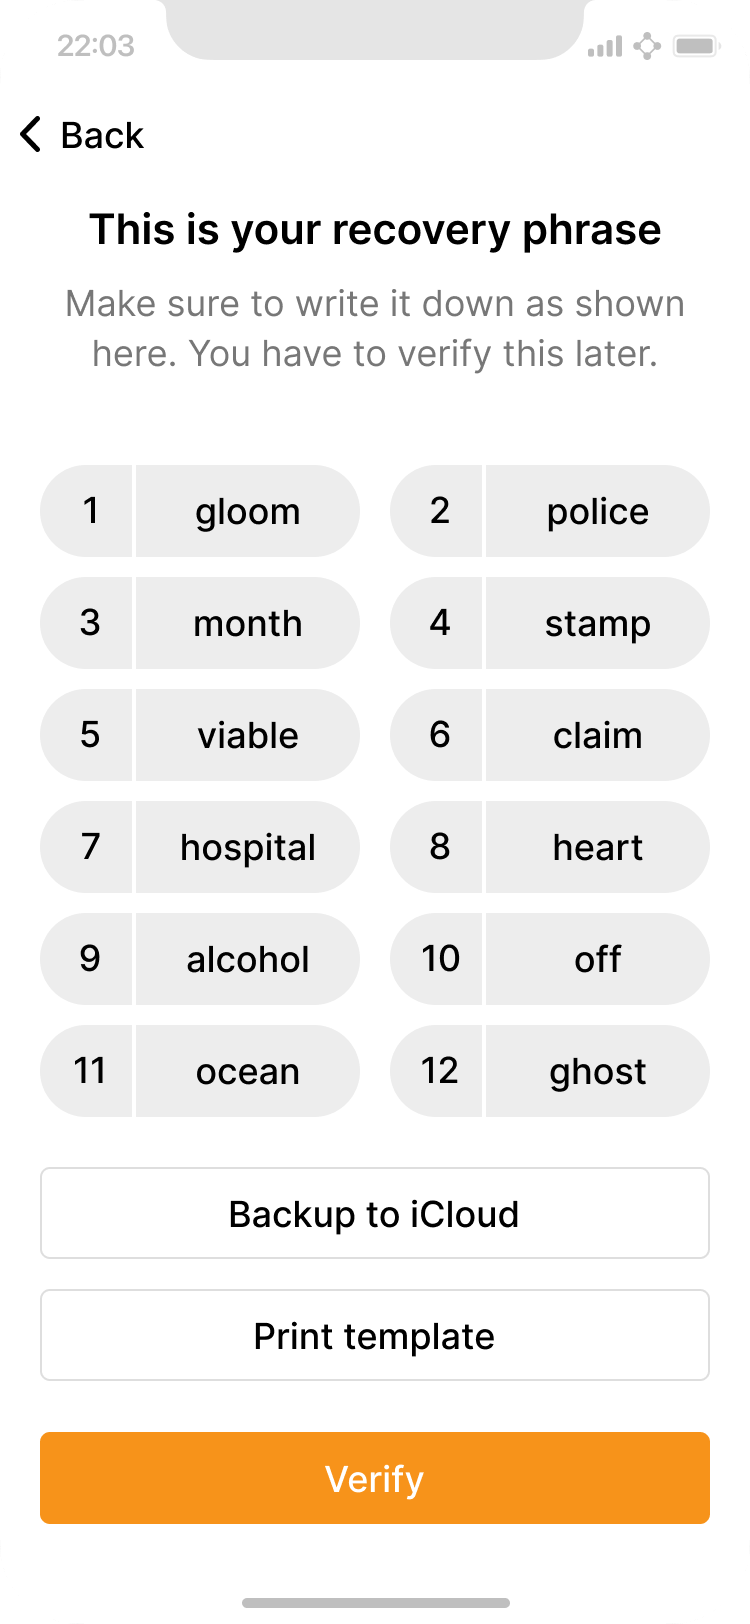 22:03
Back
This is your recovery phrase
Make sure to write it down as shown
here. You have to verify this later.
1 gloom 2 police
3 month 4 stamp
5 viable 6 claim
7 hospital 8 heart
9 alcohol 10 off
11 ocean 12 ghost
Backup to iCloud
Print template
Verify